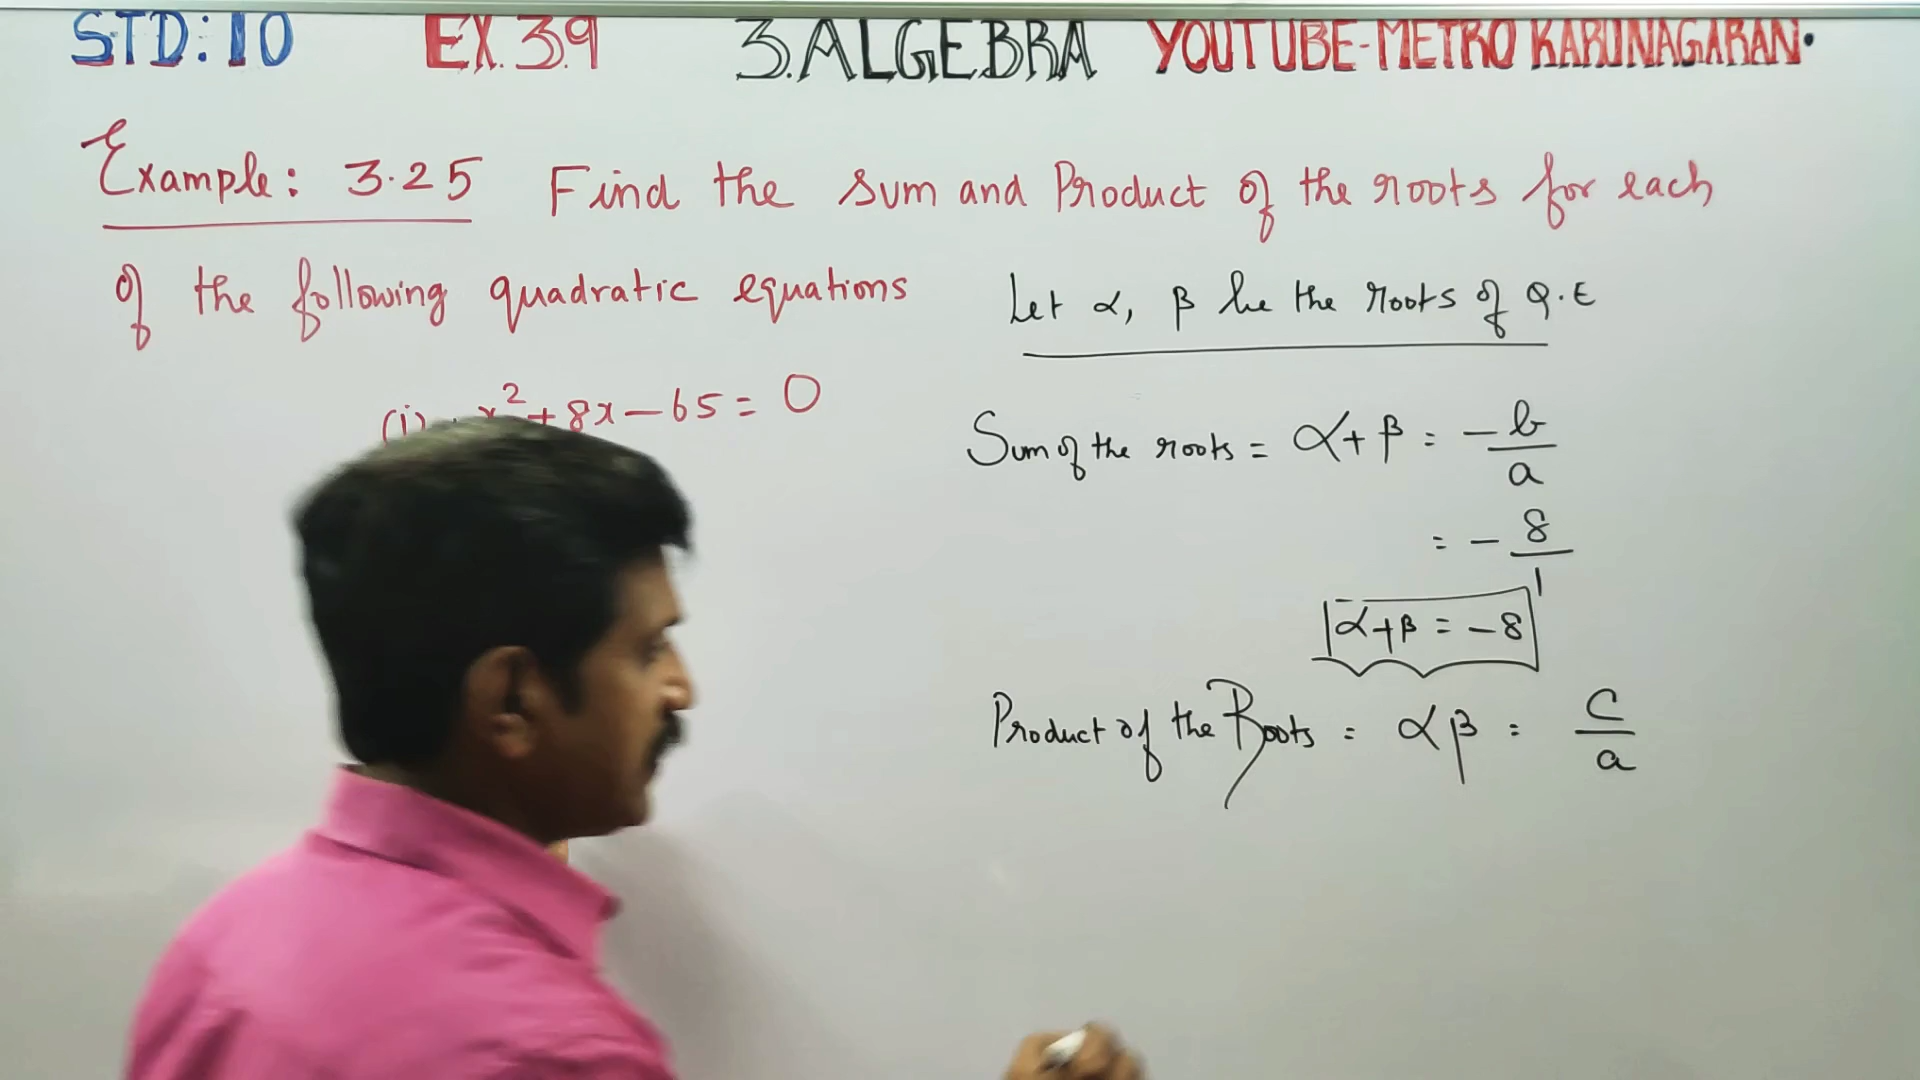 STD: 10 EX. 3.9 3. ALGEBRA YOUTUBE-METRO KARUNAGARAN.
Example: 3.25 Find the sum and Product of the roots for each
of the following quadratic equations
Let α, β be the roots of Q.E
(i) x² + 8x − 65 = 0
Sum of the roots = α + β = − b/a
= − 8/1
α + β = − 8
Product of the Roots = α β = c/a